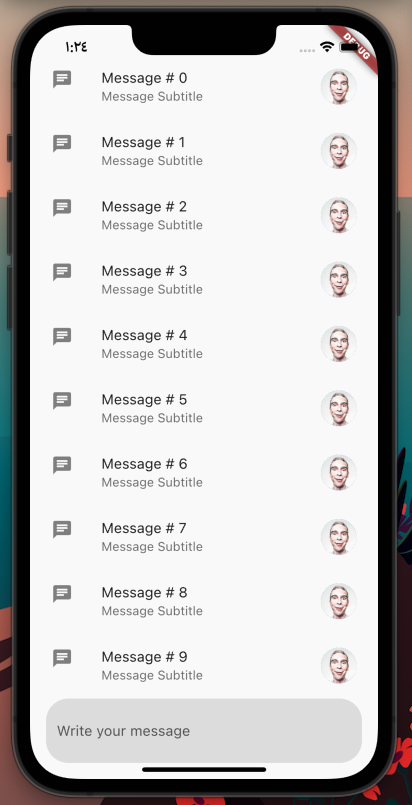 ١:٣٤
DEBUG
Message # 0
Message Subtitle
Message # 1
Message Subtitle
Message # 2
Message Subtitle
Message # 3
Message Subtitle
Message # 4
Message Subtitle
Message # 5
Message Subtitle
Message # 6
Message Subtitle
Message # 7
Message Subtitle
Message # 8
Message Subtitle
Message # 9
Message Subtitle
Write your message